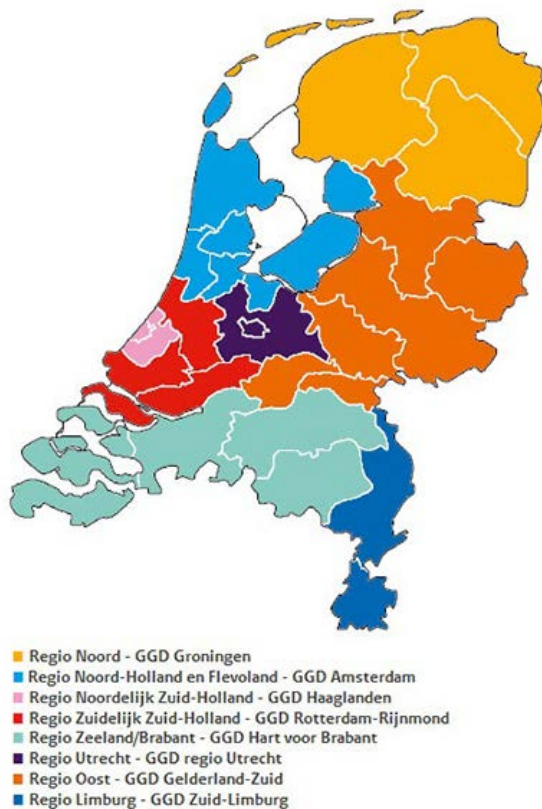 Regio Noord - GGD Groningen
Regio Noord-Holland en Flevoland - GGD Amsterdam
Regio Noordelijk Zuid-Holland - GGD Haaglanden
Regio Zuidelijk Zuid-Holland - GGD Rotterdam-Rijnmond
Regio Zeeland/Brabant - GGD Hart voor Brabant
Regio Utrecht - GGD regio Utrecht
Regio Oost - GGD Gelderland-Zuid
Regio Limburg - GGD Zuid-Limburg